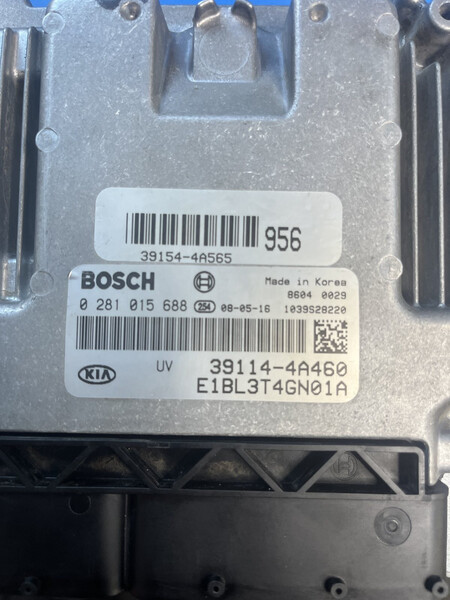 956
39154-4A565
BOSCH Made in Korea
8604 0029
0 281 015 688 254 08-05-16 1039S28220
KIA UV 39114-4A460
E1BL3T4GN01A